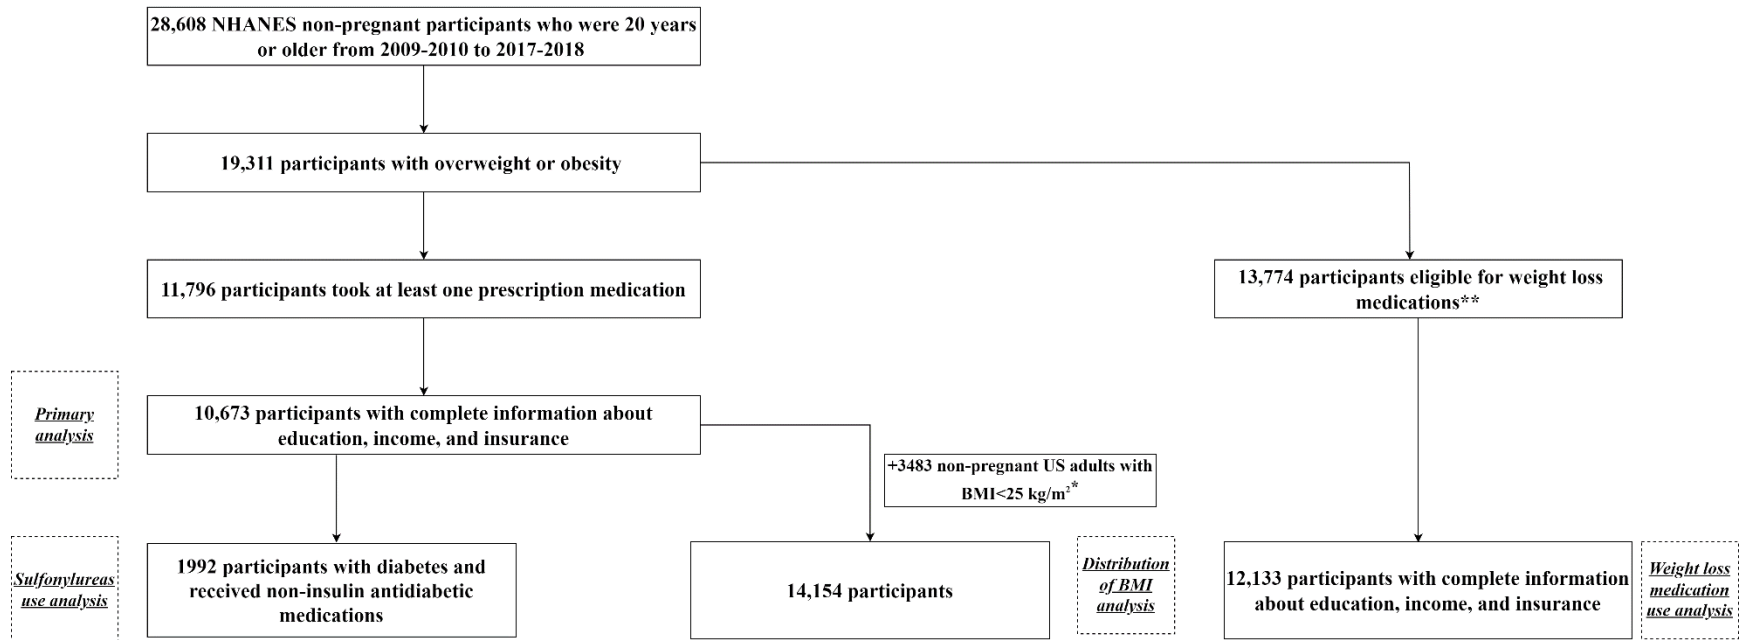 28,608 NHANES non-pregnant participants who were 20 years
or older from 2009-2010 to 2017-2018
19,311 participants with overweight or obesity
11,796 participants took at least one prescription medication
13,774 participants eligible for weight loss
medications**
Primary
analysis
10,673 participants with complete information about
education, income, and insurance
+3483 non-pregnant US adults with
BMI<25 kg/m²*
Sulfonylureas
use analysis
1992 participants with diabetes and
received non-insulin antidiabetic
medications
14,154 participants
Distribution
of BMI
analysis
12,133 participants with complete information
about education, income, and insurance
Weight loss
medication
use analysis